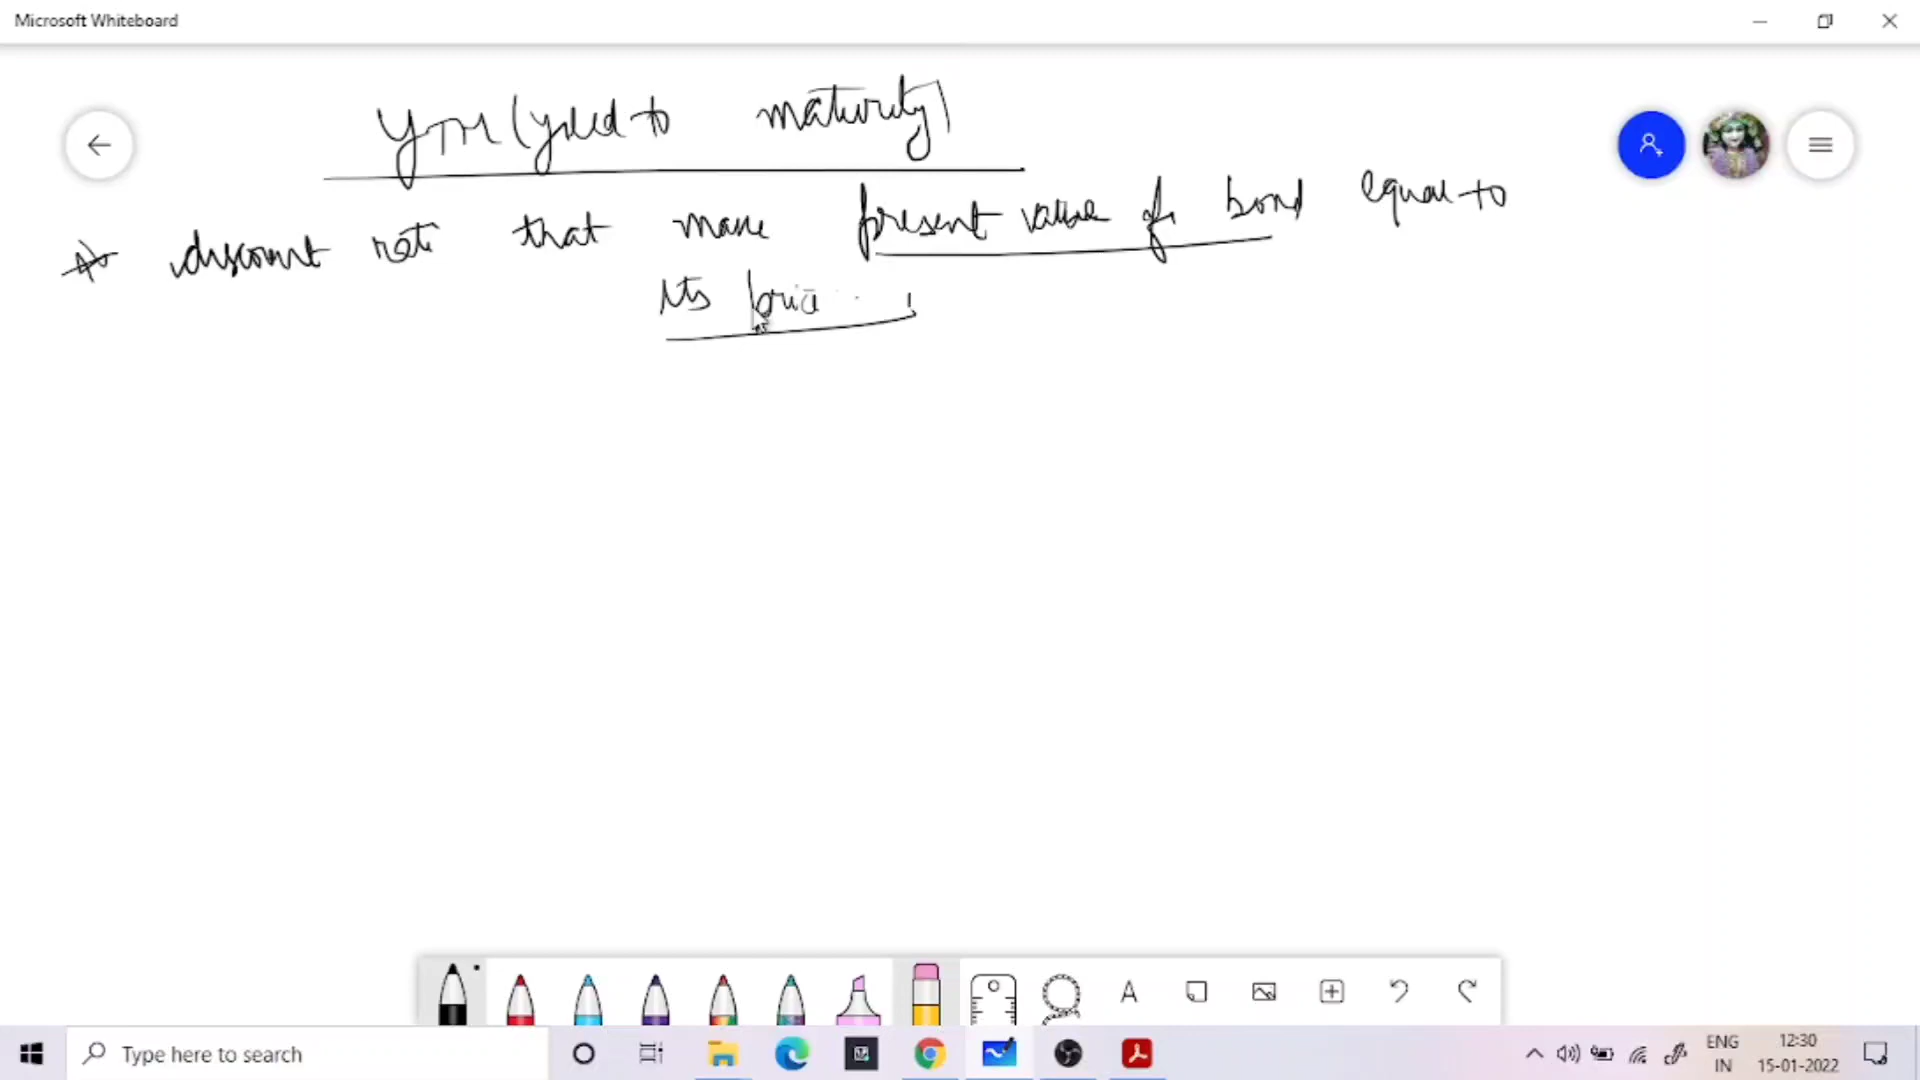 Microsoft Whiteboard
YTM (yield to maturity)
discount rate that make present value of bond equal to
its price
A
Type here to search
ENG
IN
12:30
15-01-2022